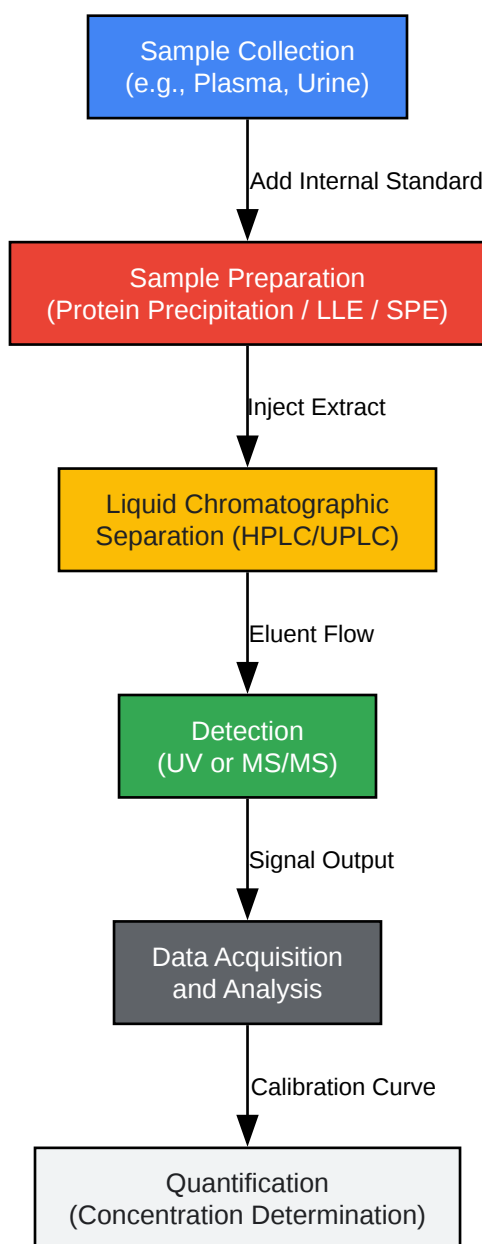 Sample Collection
(e.g., Plasma, Urine)
Add Internal Standard
Sample Preparation
(Protein Precipitation / LLE / SPE)
Inject Extract
Liquid Chromatographic
Separation (HPLC/UPLC)
Eluent Flow
Detection
(UV or MS/MS)
Signal Output
Data Acquisition
and Analysis
Calibration Curve
Quantification
(Concentration Determination)